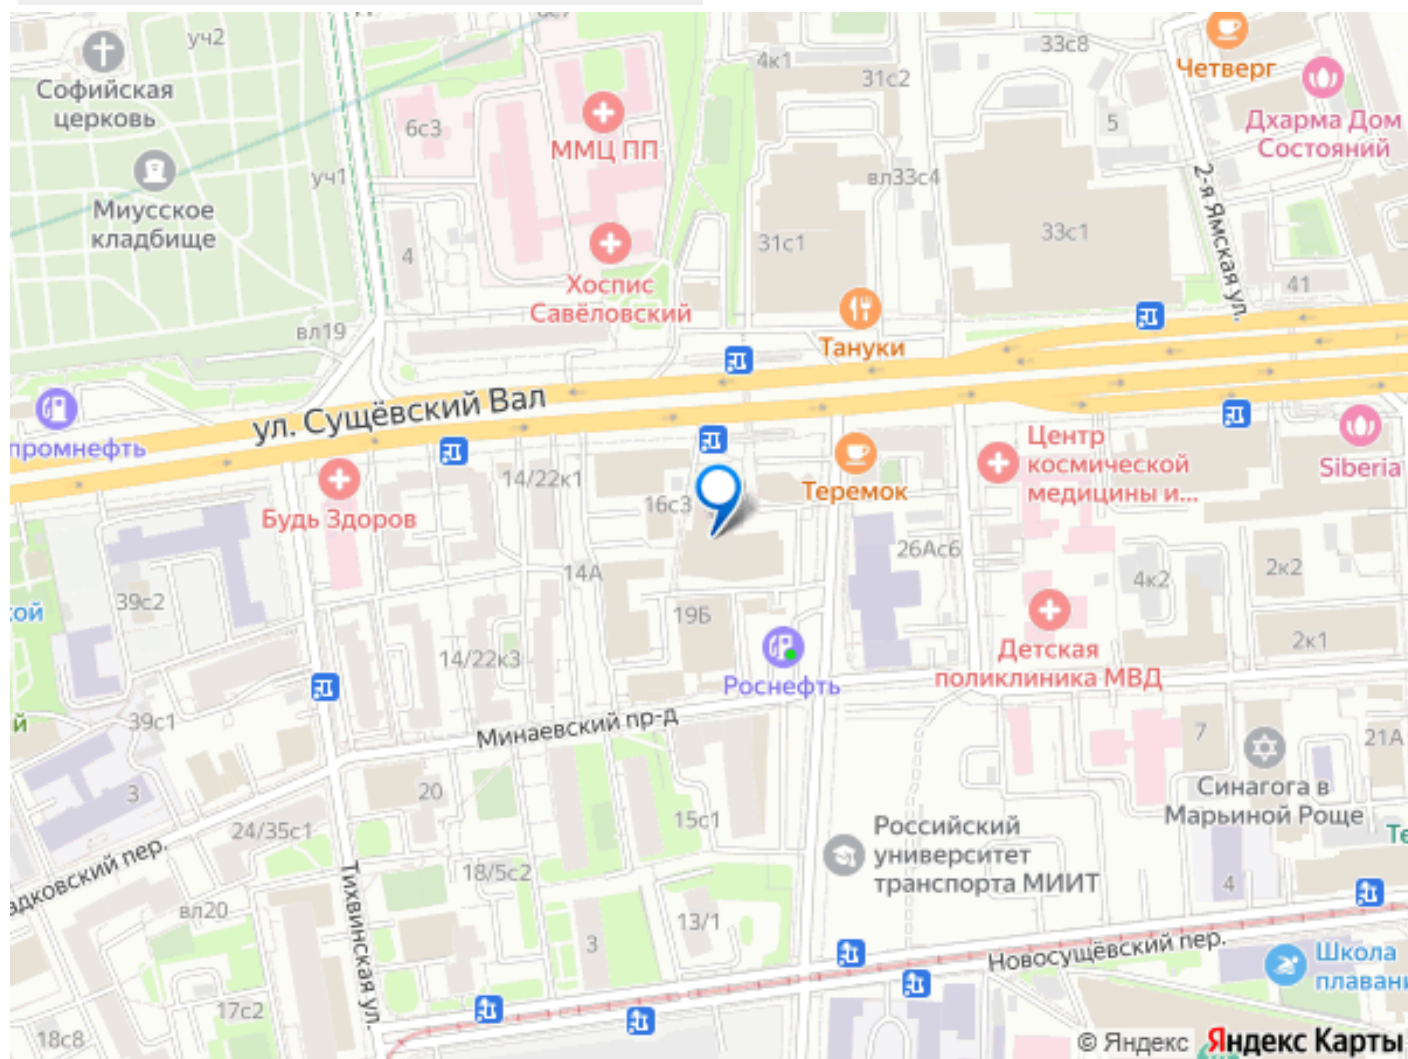 уч2
Софийская
церковь
6с3
ММЦ ПП
4к1
31с2
33с8
Четверг
5
Дхарма Дом
Состояний
уч1
Миусское
кладбище
вл33с4
2-я Ямская ул.
4
31с1
33с1
Хоспис
Савёловский
41
вл19
Тануки
ул. Сущёвский Вал
промнефть
14/22к1
Теремок
Центр
космической
медицины и...
Siberia
Будь Здоров
16с3
26Ас6
14А
4к2
2к2
39с2
кой
19Б
14/22к3
Роснефть
Детская
поликлиника МВД
2к1
й
39с1
Минаевский пр-д
7
21А
Синагога в
Марьиной Роще
3
20
24/35с1
15с1
Российский
университет
транспорта МИИТ
Те
адковский пер.
Тихвинская ул.
18/5с2
4
вл20
13/1
3
Новосущёвский пер.
Школа
плавани
17с2
18с8
© Яндекс Яндекс Карты